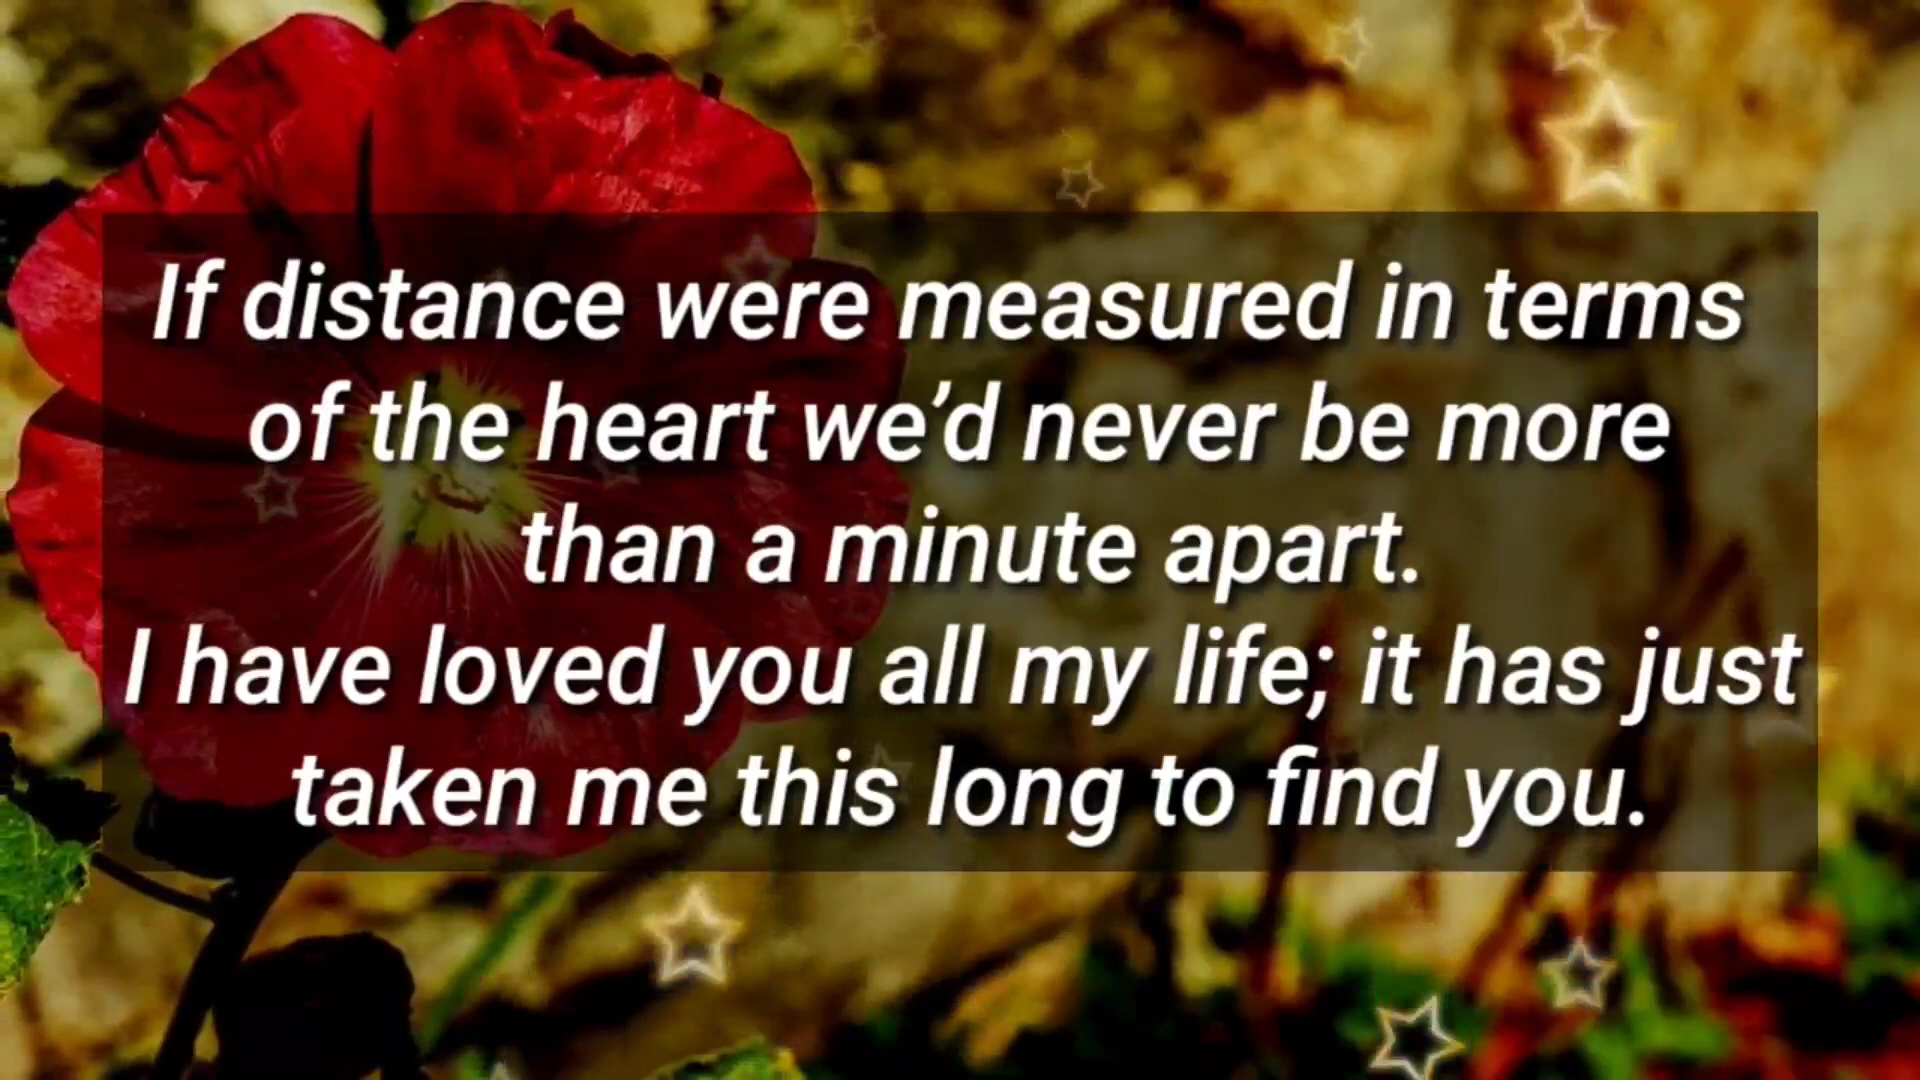 If distance were measured in terms
of the heart we’d never be more
than a minute apart.
I have loved you all my life; it has just
taken me this long to find you.